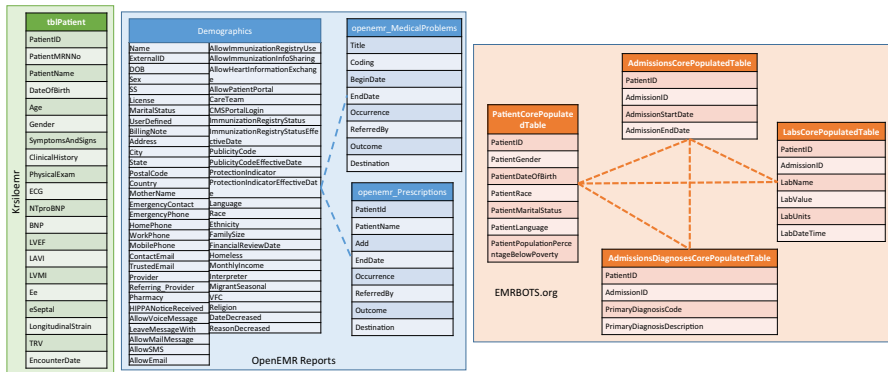 Krsiloemr
tblPatient
PatientID
PatientMRNNo
PatientName
DateOfBirth
Age
Gender
SymptomsAndSigns
ClinicalHistory
PhysicalExam
ECG
NTproBNP
BNP
LVEF
LAVI
LVMI
Ee
eSeptal
LongitudinalStrain
TRV
EncounterDate
Demographics
Name
ExternalID
DOB
Sex
SS
License
MaritalStatus
UserDefined
BillingNote
Address
City
State
PostalCode
Country
MotherName
EmergencyContact
EmergencyPhone
HomePhone
WorkPhone
MobilePhone
ContactEmail
TrustedEmail
Provider
Referring_Provider
Pharmacy
HIPPANoticeReceived
AllowVoiceMessage
LeaveMessageWith
AllowMailMessage
AllowSMS
AllowEmail
AllowImmunizationRegistryUse
AllowImmunizationInfoSharing
AllowHeartInformationExchang
e
AllowPatientPortal
CareTeam
CMSPortalLogin
ImmunizationRegistryStatus
ImmunizationRegistryStatusEffe
ctiveDate
PublicityCode
PublicityCodeEffectiveDate
ProtectionIndicator
ProtectionIndicatorEffectiveDat
e
Language
Race
Ethnicity
FamilySize
FinancialReviewDate
Homeless
MonthlyIncome
Interpreter
MigrantSeasonal
VFC
Religion
DateDecreased
ReasonDecreased
openemr_MedicalProblems
Title
Coding
BeginDate
EndDate
Occurrence
ReferredBy
Outcome
Destination
openemr_Prescriptions
PatientId
PatientName
Add
EndDate
Occurrence
ReferredBy
Outcome
Destination
OpenEMR Reports
PatientCorePopula
tedTable
PatientID
PatientGender
PatientDateOfBirth
PatientRace
PatientMaritalStatus
PatientLanguage
PatientPopulationPerce
ntageBelowPoverty
AdmissionsCorePopulatedTable
PatientID
AdmissionID
AdmissionStartDate
AdmissionEndDate
LabsCorePopulatedTable
PatientID
AdmissionID
LabName
LabValue
LabUnits
LabDateTime
AdmissionsDiagnosesCorePopulatedTable
PatientID
AdmissionID
PrimaryDiagnosisCode
PrimaryDiagnosisDescription
EMRBOTS.org